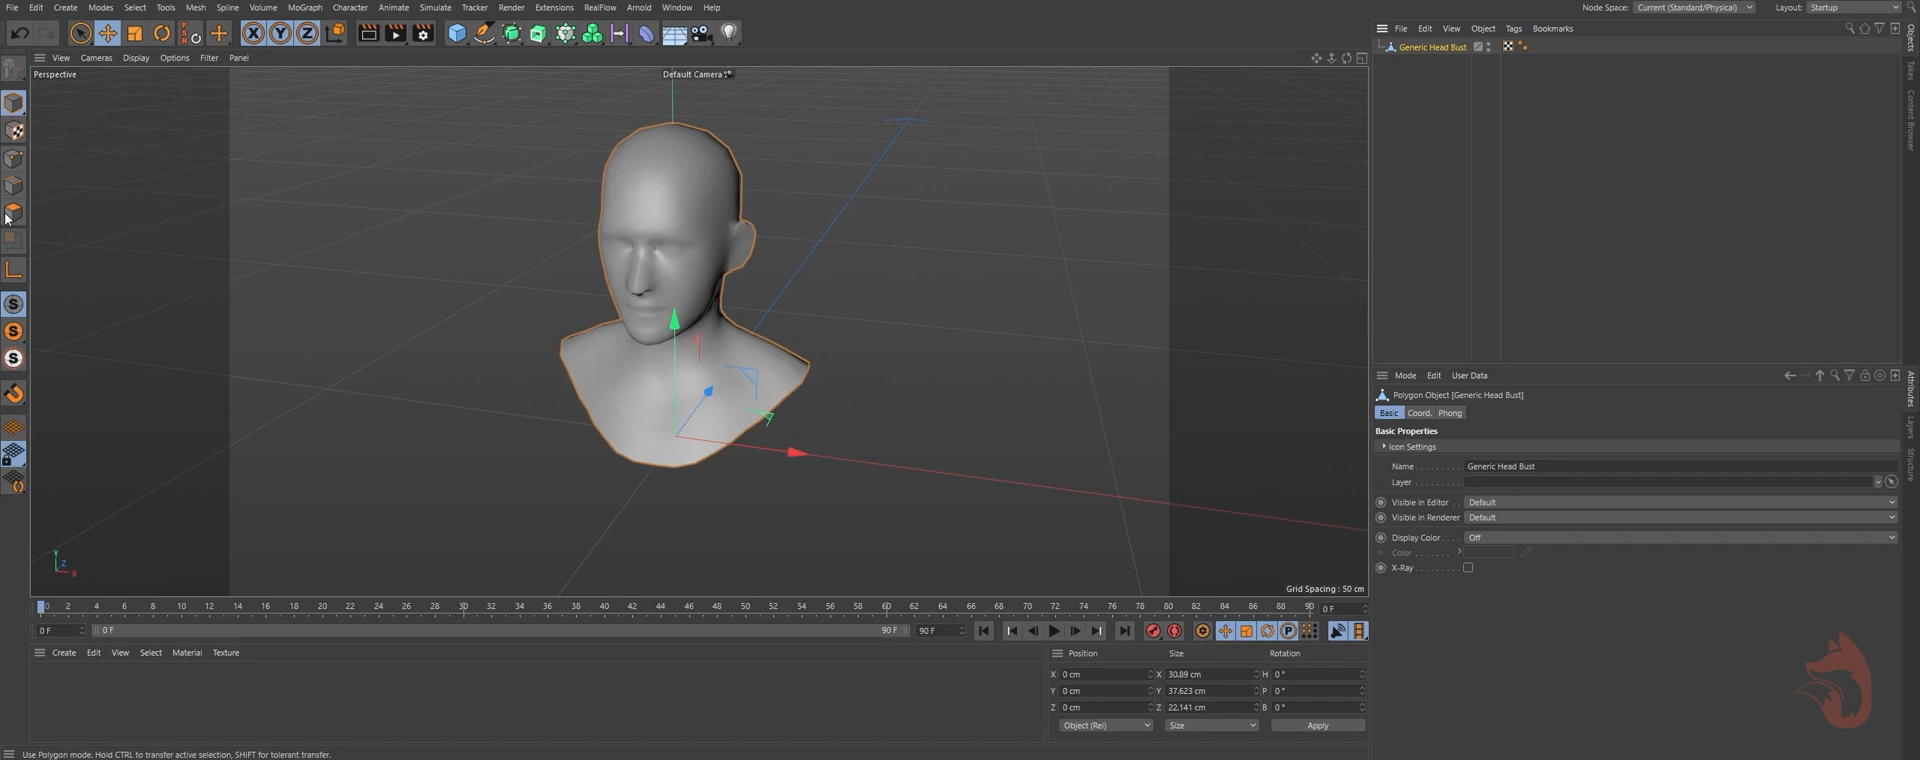 File Edit Create Modes Select Tools Mesh Spline Volume MoGraph Character Animate Simulate Tracker Render Extensions RealFlow Arnold Window Help
Node Space: Current (Standard/Physical) Layout: Startup
PSR X Y Z
File Edit View Object Tags Bookmarks
Generic Head Bust
Objects
Takes
Content Browser
View Cameras Display Options Filter Panel
Perspective
Default Camera
S
S
S
Y
Z
X
Grid Spacing : 50 cm
Mode Edit User Data
Polygon Object [Generic Head Bust]
Basic Coord. Phong
Basic Properties
Icon Settings
Name . . . . . . . . . Generic Head Bust
Layer . . . . . . . . .
Visible in Editor . . Default
Visible in Renderer Default
Display Color . . . . Off
Color . . . . . . .
X-Ray . . . . . . . . .
Attributes
Layers
Structure
0 2 4 6 8 10 12 14 16 18 20 22 24 26 28 30 32 34 36 38 40 42 44 46 48 50 52 54 56 58 60 62 64 66 68 70 72 74 76 78 80 82 84 86 88 90 0 F
0 F 0 F 90 F 90 F P
Create Edit View Select Material Texture
Position Size Rotation
X 0 cm X 30.89 cm H 0 °
Y 0 cm Y 37.623 cm P 0 °
Z 0 cm Z 22.141 cm B 0 °
Object (Rel) Size Apply
Use Polygon mode. Hold CTRL to transfer active selection, SHIFT for tolerant transfer.